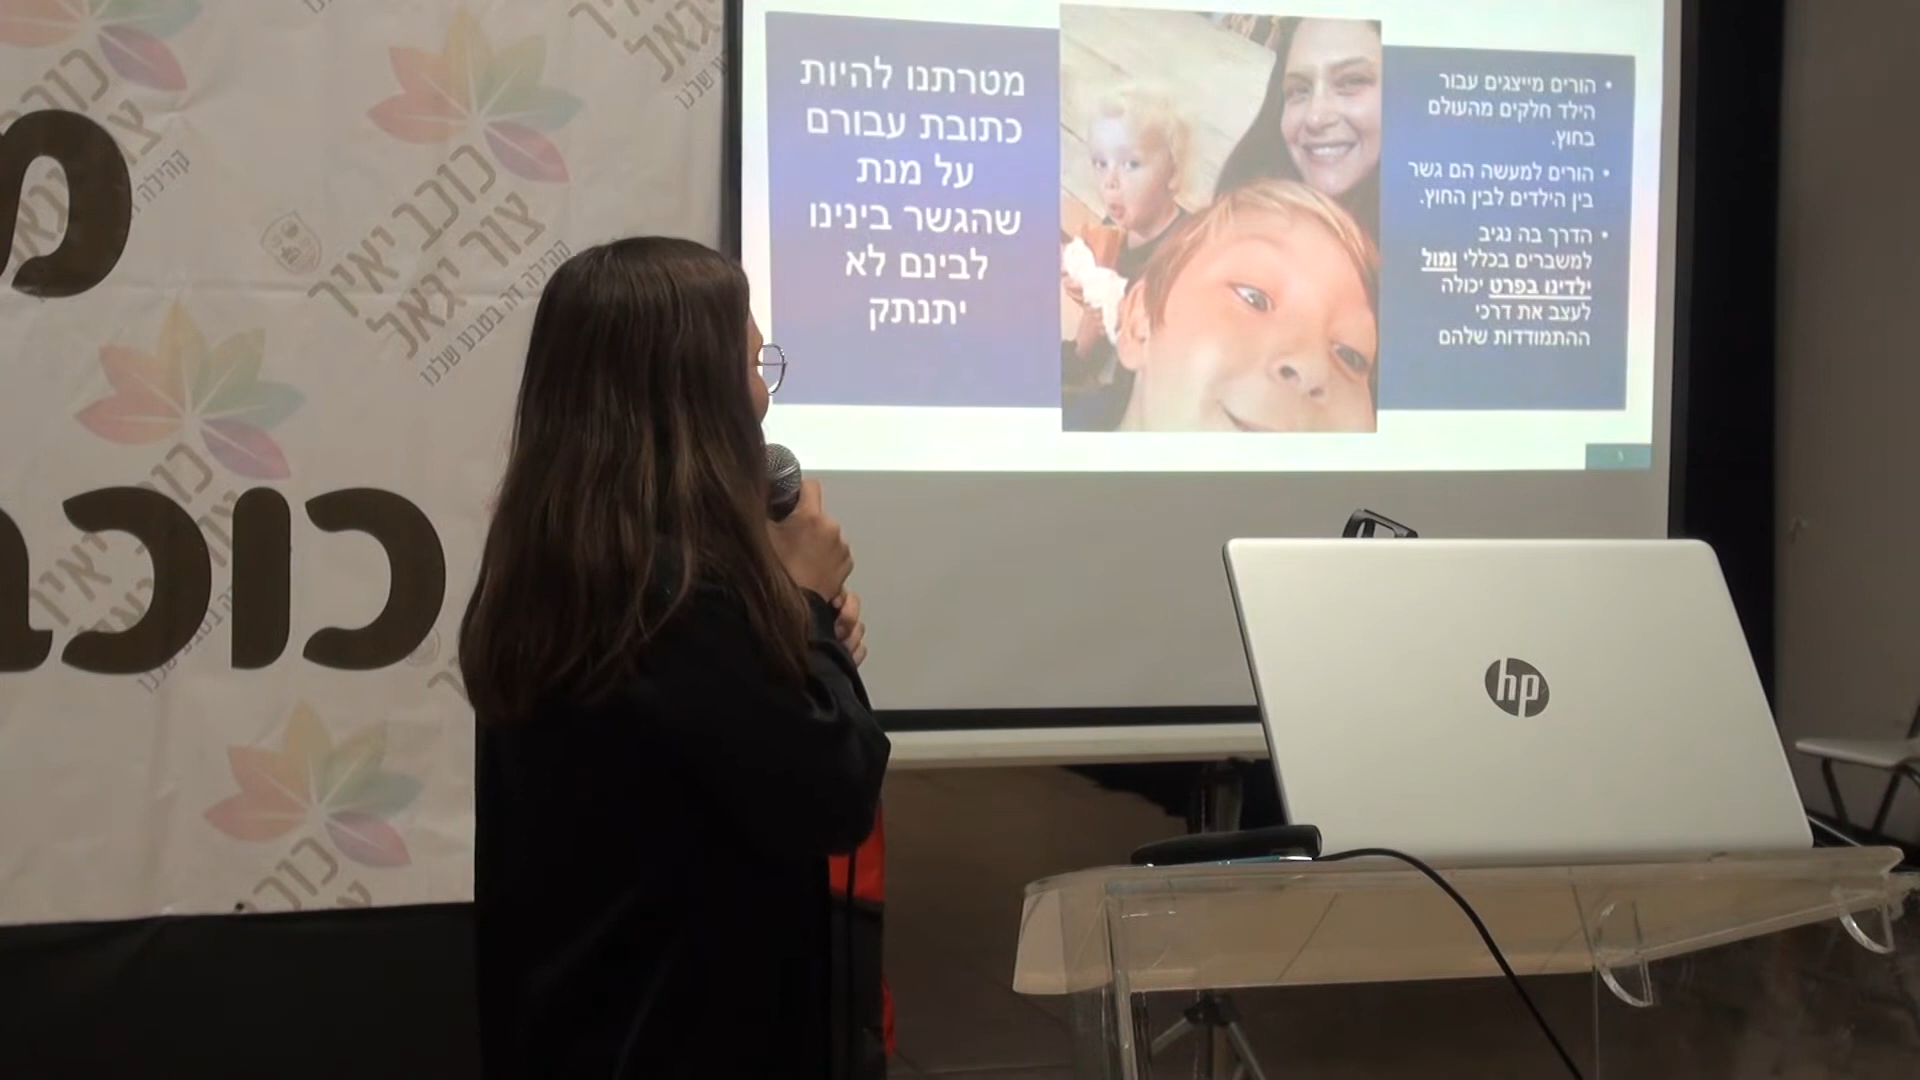 מטרתנו להיות
כתובת עבורם
על מנת
שהגשר בינינו
לבינם לא
יתנתק
• הורים מייצגים עבור
הילד חלקים מהעולם
בחוץ.
• הורים למעשה הם גשר
בין הילדים לבין החוץ.
• הדרך בה נגיב
למשברים בכללי ומול
ילדינו בפרט יכולה
לעצב את דרכי
ההתמודדות שלהם
כוכב יאיר
צור יגאל
קהילה זה בטבע שלנו
כוכב
hp